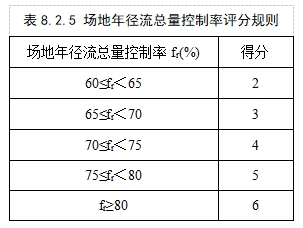 表 8.2.5 场地年径流总量控制率评分规则
场地年径流总量控制率 fr(%) 得分
60≤fr＜65 2
65≤fr＜70 3
70≤fr＜75 4
75≤fr＜80 5
f≥80 6